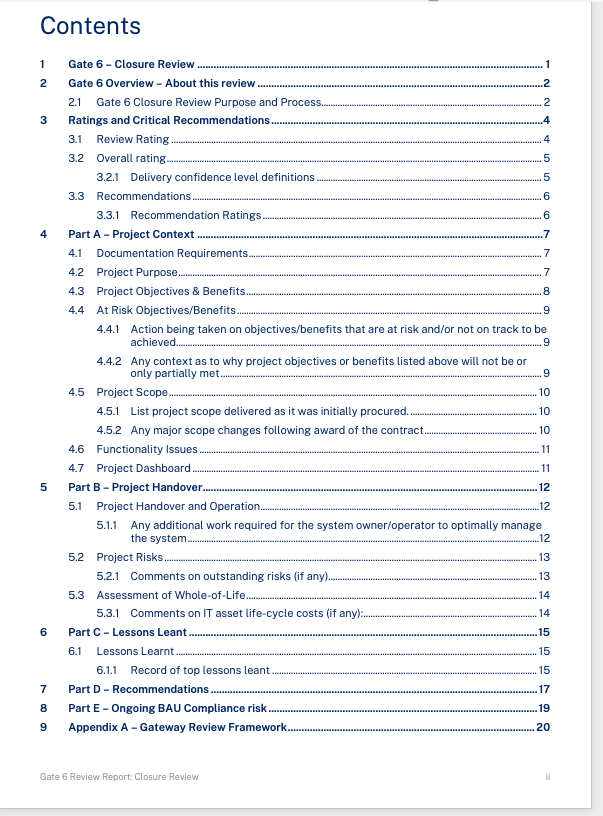 Contents
1 Gate 6 – Closure Review 1
2 Gate 6 Overview – About this review 2
2.1 Gate 6 Closure Review Purpose and Process 2
3 Ratings and Critical Recommendations 4
3.1 Review Rating 4
3.2 Overall rating 5
3.2.1 Delivery confidence level definitions 5
3.3 Recommendations 6
3.3.1 Recommendation Ratings 6
4 Part A – Project Context 7
4.1 Documentation Requirements 7
4.2 Project Purpose 7
4.3 Project Objectives & Benefits 8
4.4 At Risk Objectives/Benefits 9
4.4.1 Action being taken on objectives/benefits that are at risk and/or not on track to be
achieved 9
4.4.2 Any context as to why project objectives or benefits listed above will not be or
only partially met 9
4.5 Project Scope 10
4.5.1 List project scope delivered as it was initially procured. 10
4.5.2 Any major scope changes following award of the contract 10
4.6 Functionality Issues 11
4.7 Project Dashboard 11
5 Part B – Project Handover 12
5.1 Project Handover and Operation 12
5.1.1 Any additional work required for the system owner/operator to optimally manage
the system 12
5.2 Project Risks 13
5.2.1 Comments on outstanding risks (if any) 13
5.3 Assessment of Whole-of-Life 14
5.3.1 Comments on IT asset life-cycle costs (if any): 14
6 Part C – Lessons Leant 15
6.1 Lessons Learnt 15
6.1.1 Record of top lessons leant 15
7 Part D – Recommendations 17
8 Part E – Ongoing BAU Compliance risk 19
9 Appendix A – Gateway Review Framework 20
Gate 6 Review Report: Closure Review ii